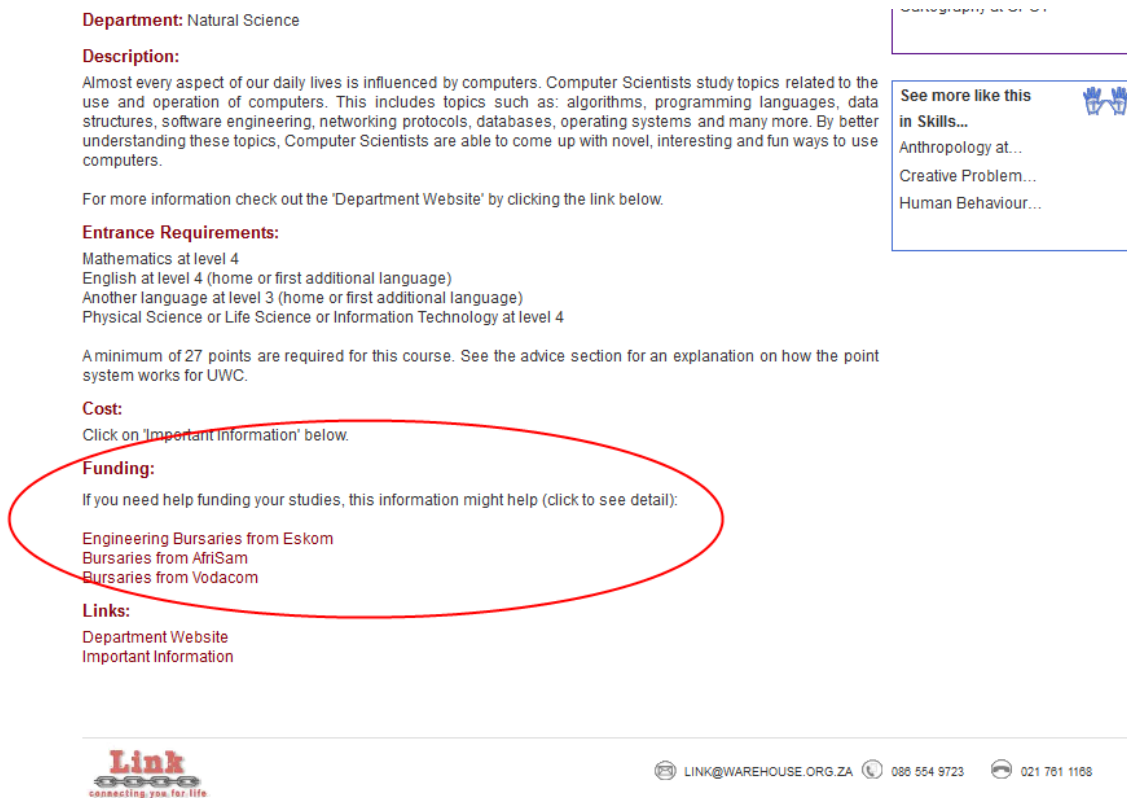 Department: Natural Science
Description:
Almost every aspect of our daily lives is influenced by computers. Computer Scientists study topics related to the
use and operation of computers. This includes topics such as: algorithms, programming languages, data
structures, software engineering, networking protocols, databases, operating systems and many more. By better
understanding these topics, Computer Scientists are able to come up with novel, interesting and fun ways to use
computers.
For more information check out the 'Department Website' by clicking the link below.
Entrance Requirements:
Mathematics at level 4
English at level 4 (home or first additional language)
Another language at level 3 (home or first additional language)
Physical Science or Life Science or Information Technology at level 4
A minimum of 27 points are required for this course. See the advice section for an explanation on how the point
system works for UWC.
Cost:
Click on 'Important Information' below.
Funding:
If you need help funding your studies, this information might help (click to see detail):
Engineering Bursaries from Eskom
Bursaries from AfriSam
Bursaries from Vodacom
Links:
Department Website
Important Information
See more like this
in Skills...
Anthropology at...
Creative Problem...
Human Behaviour...
Link
connecting.you.for.life
LINK@WAREHOUSE.ORG.ZA 086 554 9723 021 761 1168